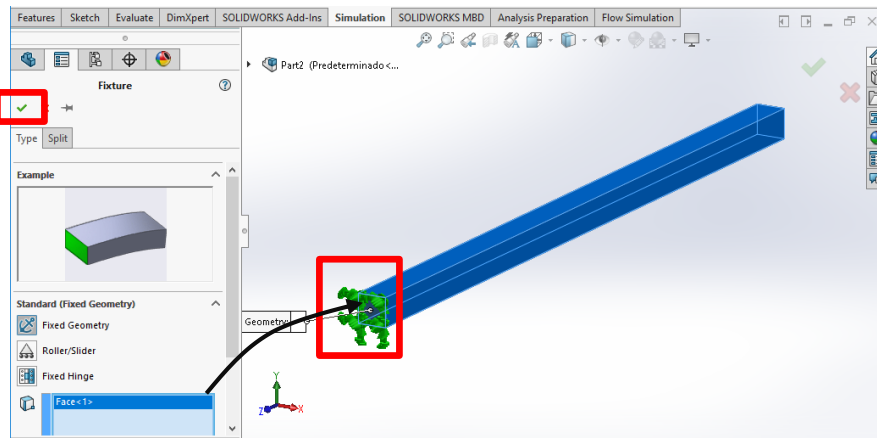 Features Sketch Evaluate DimXpert SOLIDWORKS Add-Ins Simulation SOLIDWORKS MBD Analysis Preparation Flow Simulation
Part2 (Predeterminado<...
Fixture
Type Split
Example
Standard (Fixed Geometry)
Fixed Geometry
Geometry:
Roller/Slider
Fixed Hinge
Face<1>
Y
Z X